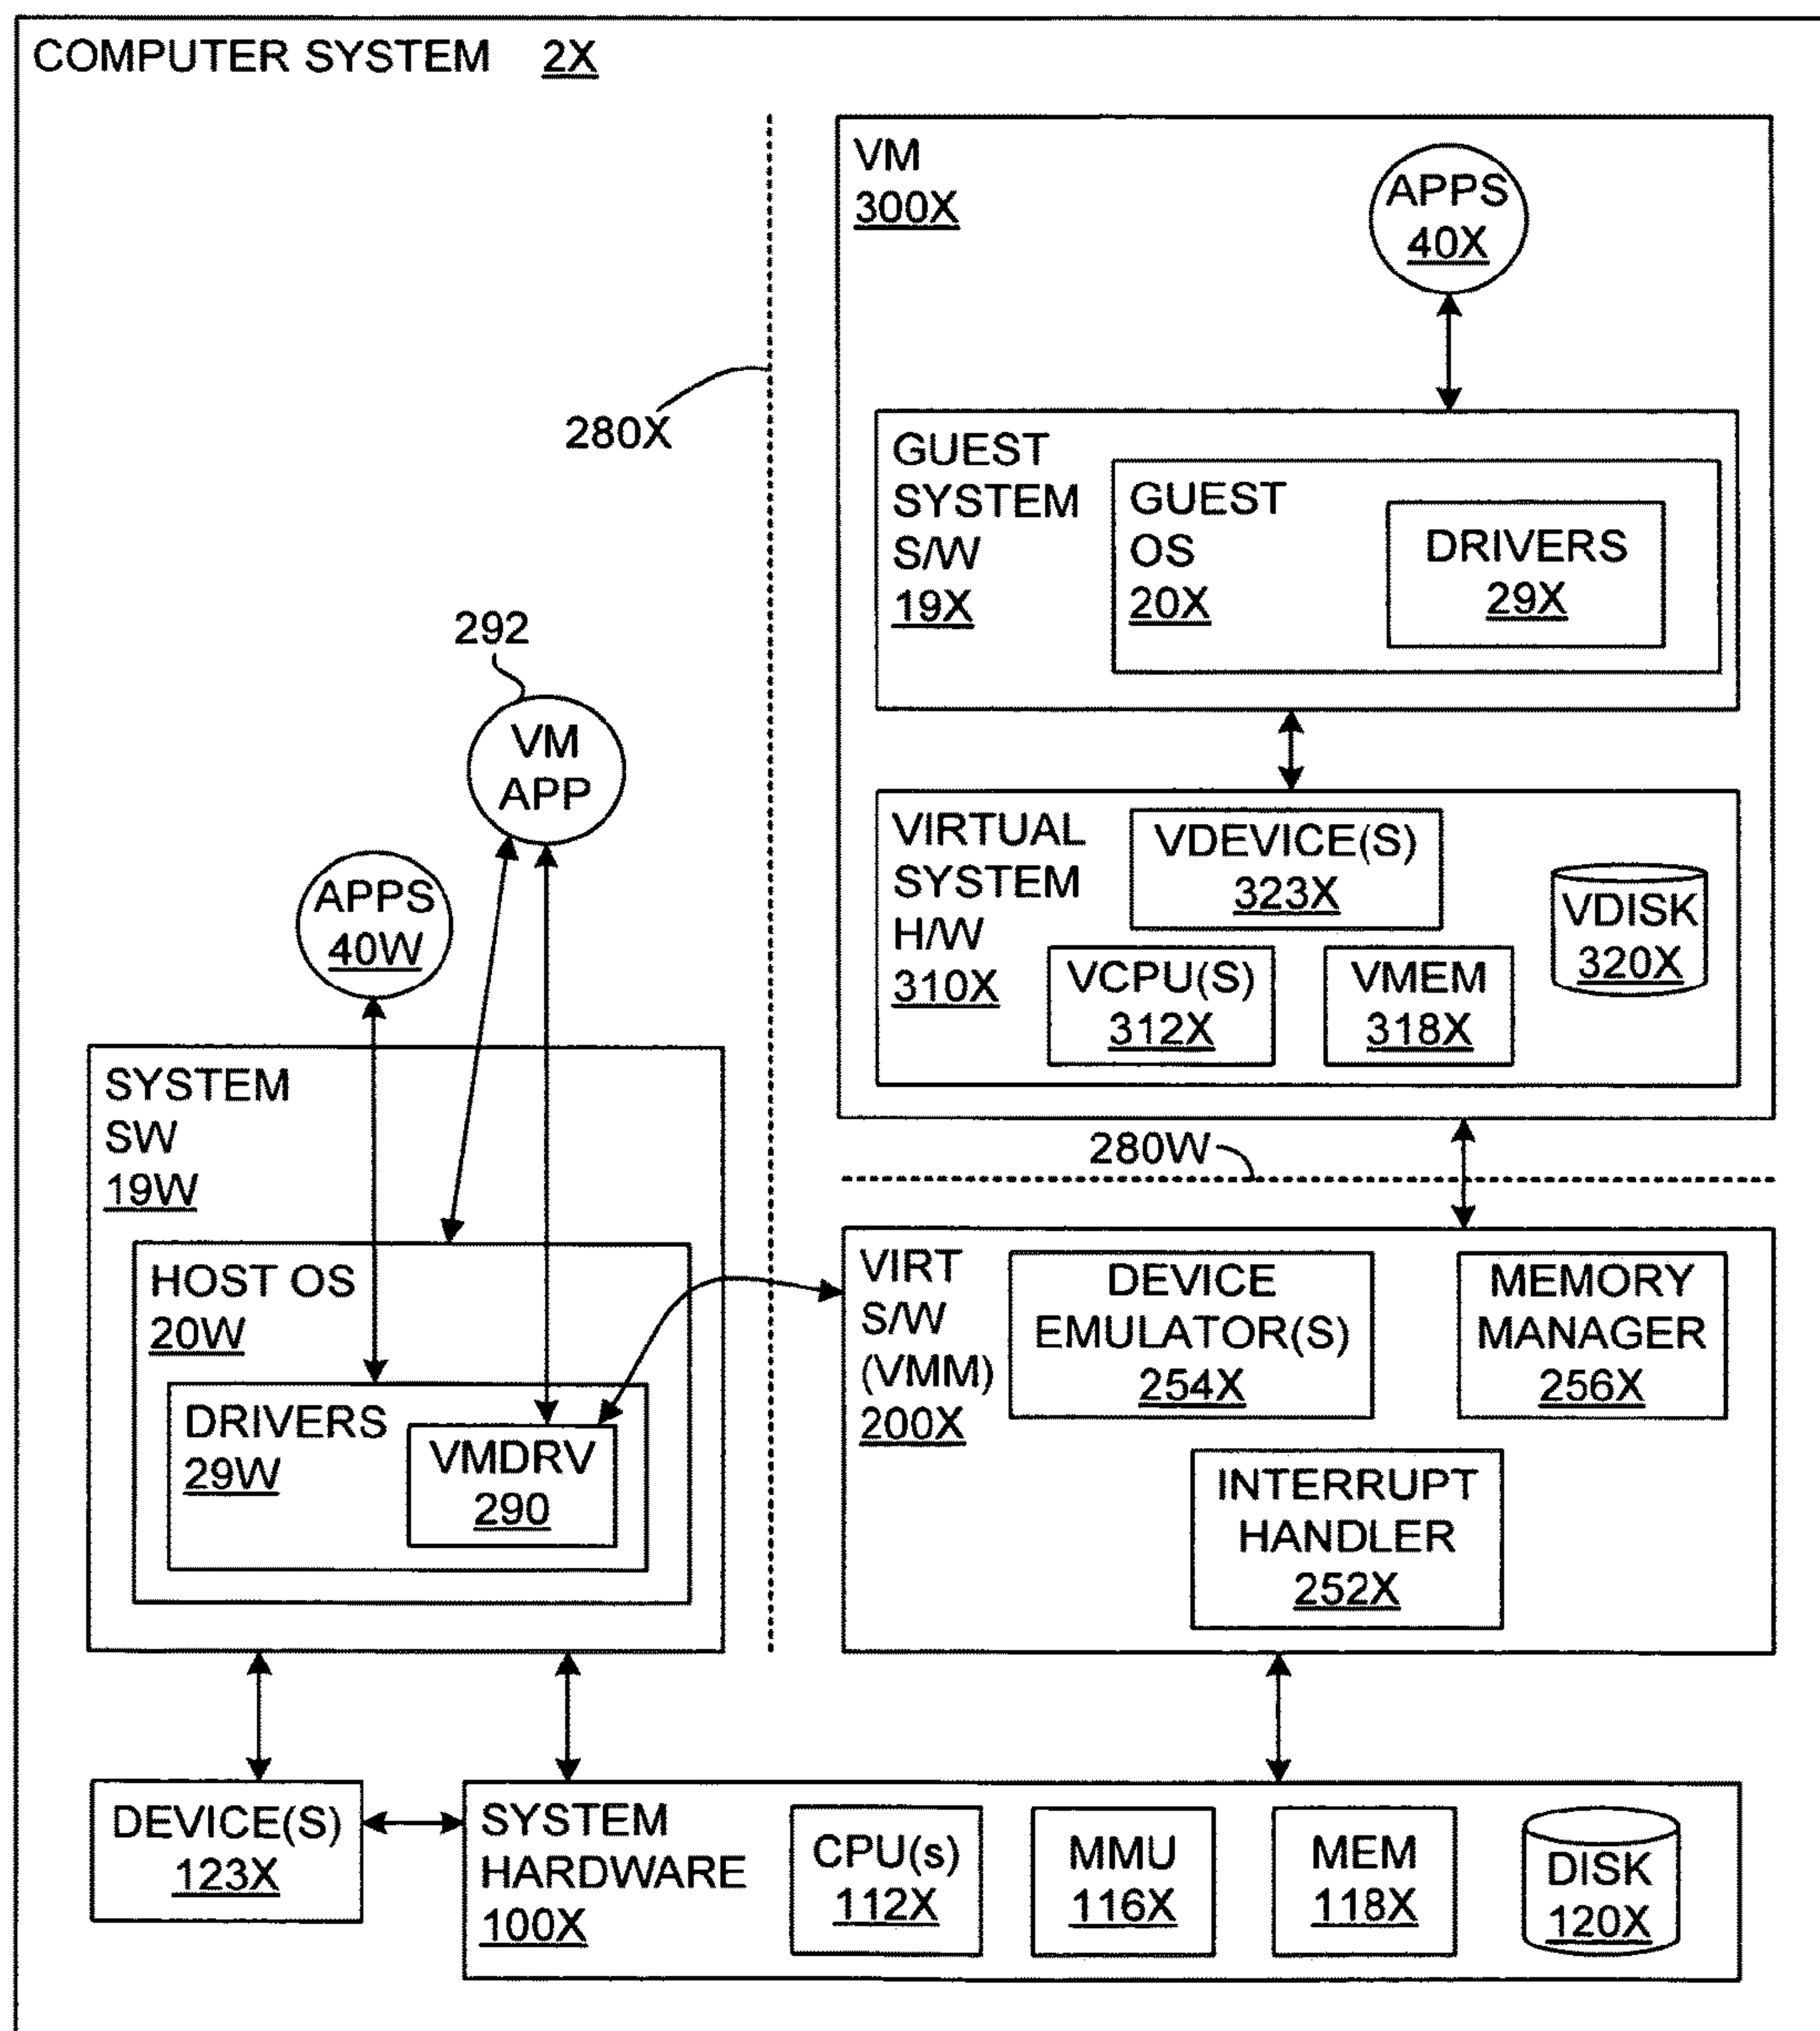 COMPUTER SYSTEM 2X
VM
300X
APPS
40X
280X
GUEST
SYSTEM
S/W
19X
GUEST
OS
20X
DRIVERS
29X
292
VM
APP
VIRTUAL
SYSTEM
H/W
310X
VDEVICE(S)
323X
VDISK
320X
VCPU(S)
312X
VMEM
318X
APPS
40W
SYSTEM
SW
19W
280W
HOST OS
20W
DRIVERS
29W
VMDRV
290
VIRT
S/W
(VMM)
200X
DEVICE
EMULATOR(S)
254X
MEMORY
MANAGER
256X
INTERRUPT
HANDLER
252X
DEVICE(S)
123X
SYSTEM
HARDWARE
100X
CPU(s)
112X
MMU
116X
MEM
118X
DISK
120X